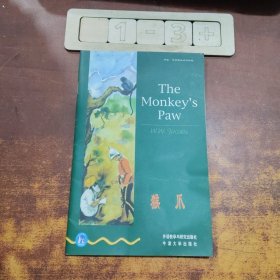 1-3+
The
Monkey's
Paw
W.W. Jacobs
猴 爪
外语教学与研究出版社
牛津大学出版社